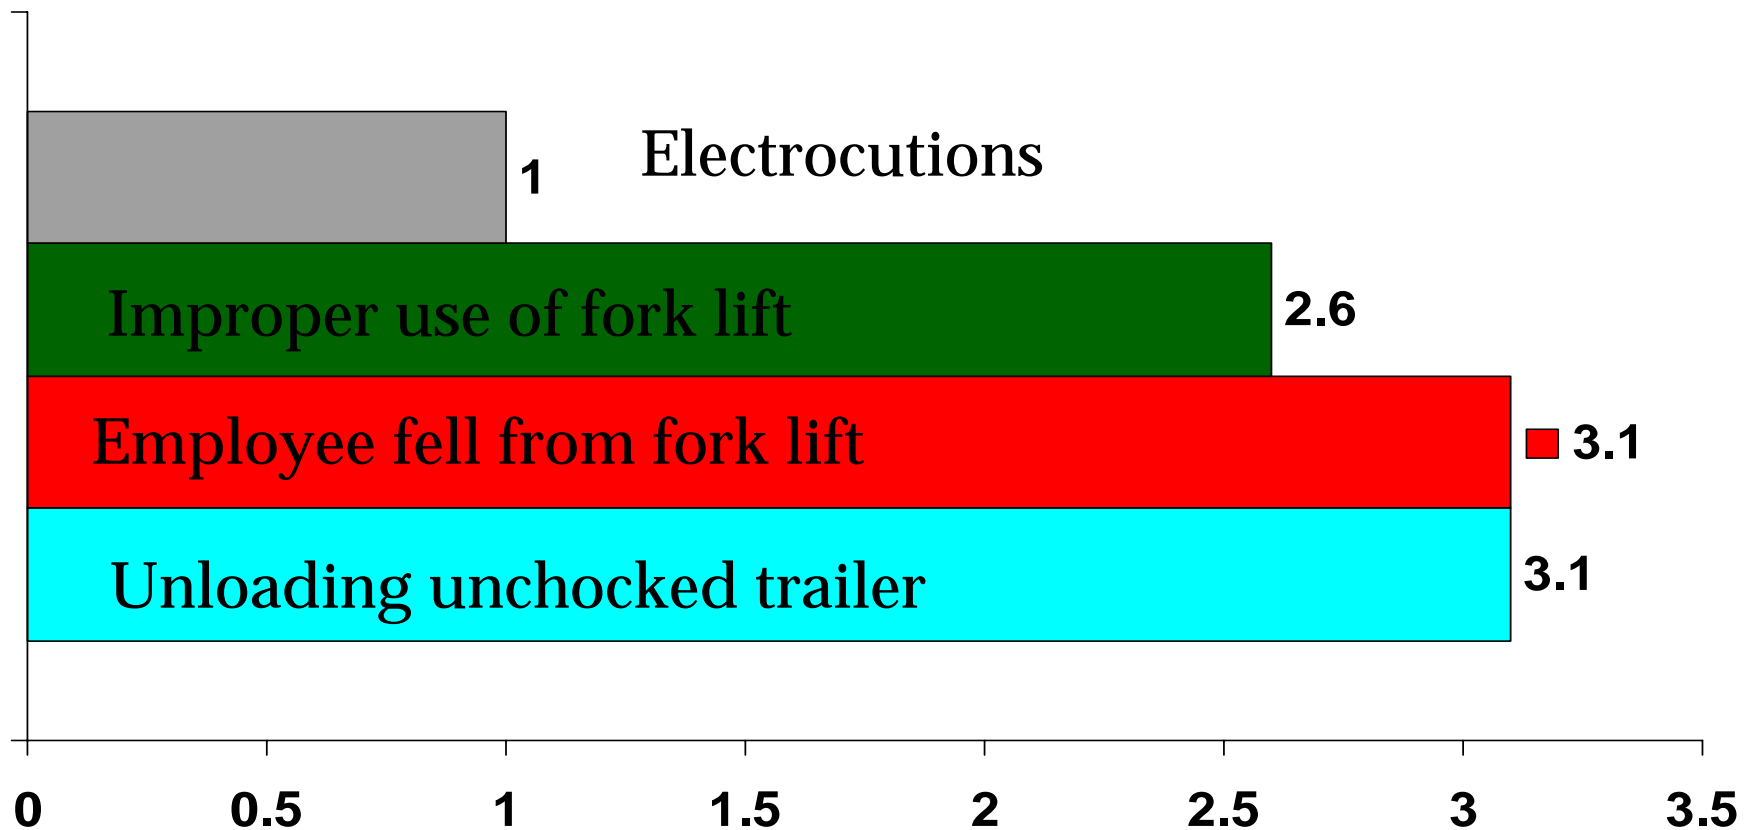 1 Electrocutions
Improper use of fork lift 2.6
Employee fell from fork lift 3.1
Unloading unchocked trailer 3.1
0 0.5 1 1.5 2 2.5 3 3.5